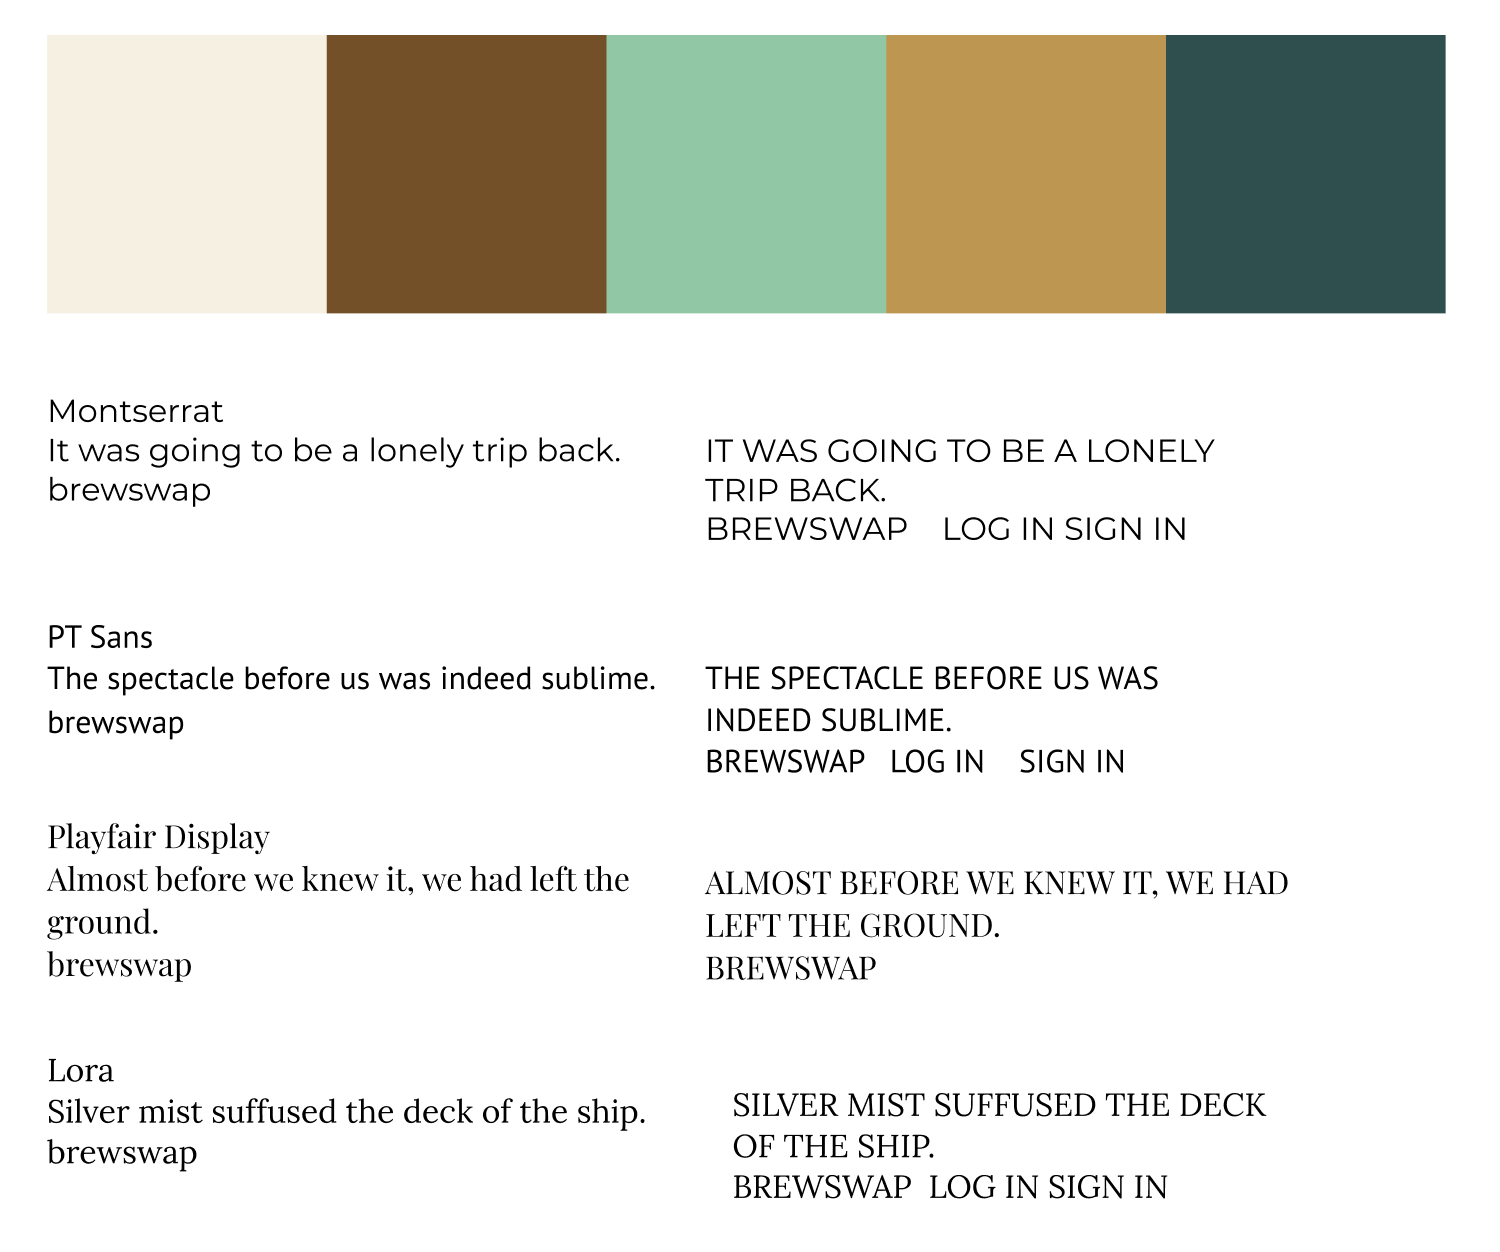 Montserrat
It was going to be a lonely trip back.
brewswap
IT WAS GOING TO BE A LONELY
TRIP BACK.
BREWSWAP LOG IN SIGN IN
PT Sans
The spectacle before us was indeed sublime.
brewswap
THE SPECTACLE BEFORE US WAS
INDEED SUBLIME.
BREWSWAP LOG IN SIGN IN
Playfair Display
Almost before we knew it, we had left the
ground.
brewswap
ALMOST BEFORE WE KNEW IT, WE HAD
LEFT THE GROUND.
BREWSWAP
Lora
Silver mist suffused the deck of the ship.
brewswap
SILVER MIST SUFFUSED THE DECK
OF THE SHIP.
BREWSWAP LOG IN SIGN IN